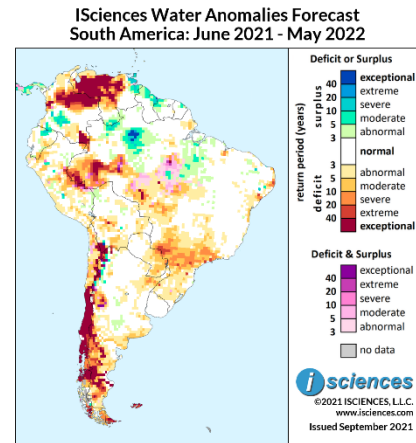 ISciences Water Anomalies Forecast
South America: June 2021 - May 2022
Deficit or Surplus
return period (years)
surplus
deficit
40 exceptional
20 extreme
10 severe
5 moderate
3 abnormal
normal
3 abnormal
5 moderate
10 severe
20 extreme
40 exceptional
Deficit & Surplus
40 exceptional
20 extreme
10 severe
5 moderate
3 abnormal
no data
i sciences
©2021 ISCIENCES, L.L.C.
www.isciences.com
Issued September 2021